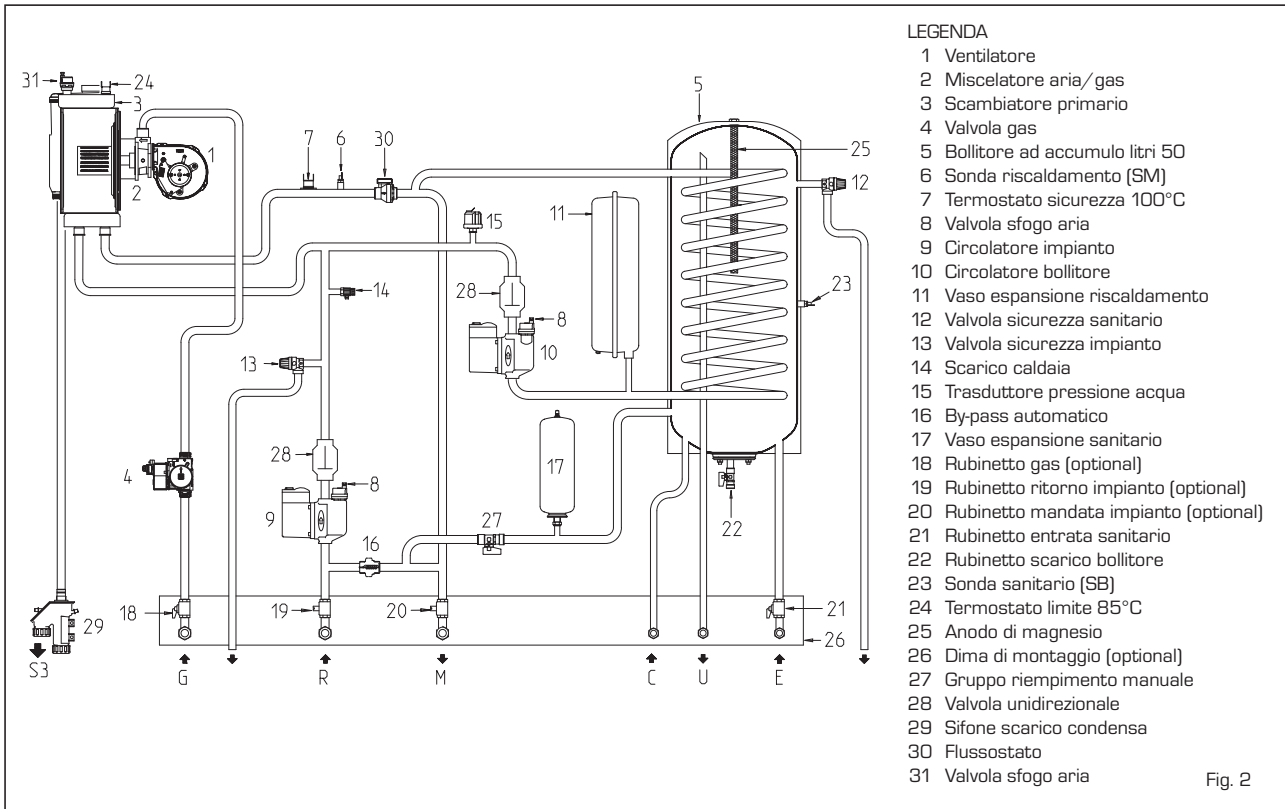 31
24
3
1
2
7
6
30
5
25
12
11
15
14
28
8
10
23
13
4
28
8
9
16
27
17
22
18
19
20
21
26
29
S3
G
R
M
C
U
E
LEGENDA
1 Ventilatore
2 Miscelatore aria/gas
3 Scambiatore primario
4 Valvola gas
5 Bollitore ad accumulo litri 50
6 Sonda riscaldamento (SM)
7 Termostato sicurezza 100°C
8 Valvola sfogo aria
9 Circolatore impianto
10 Circolatore bollitore
11 Vaso espansione riscaldamento
12 Valvola sicurezza sanitario
13 Valvola sicurezza impianto
14 Scarico caldaia
15 Trasduttore pressione acqua
16 By-pass automatico
17 Vaso espansione sanitario
18 Rubinetto gas (optional)
19 Rubinetto ritorno impianto (optional)
20 Rubinetto mandata impianto (optional)
21 Rubinetto entrata sanitario
22 Rubinetto scarico bollitore
23 Sonda sanitario (SB)
24 Termostato limite 85°C
25 Anodo di magnesio
26 Dima di montaggio (optional)
27 Gruppo riempimento manuale
28 Valvola unidirezionale
29 Sifone scarico condensa
30 Flussostato
31 Valvola sfogo aria
Fig. 2